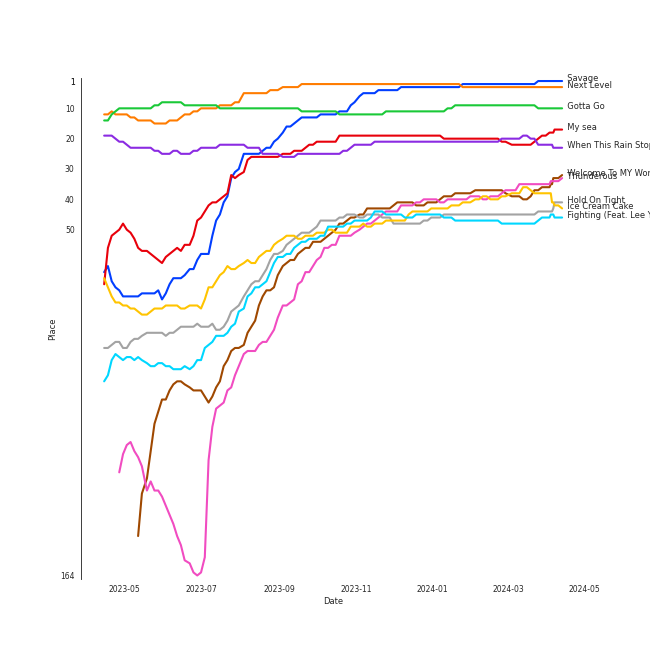 Savage
1
Next Level
Gotta Go
10
My sea
20
When This Rain Stop
30
Welcome To MY Wor
Thunderous
40
Hold On Tight
Ice Cream Cake
Fighting (Feat. Lee Y
50
Place
164
2023-05 2023-07 2023-09 2023-11 2024-01 2024-03 2024-05
Date